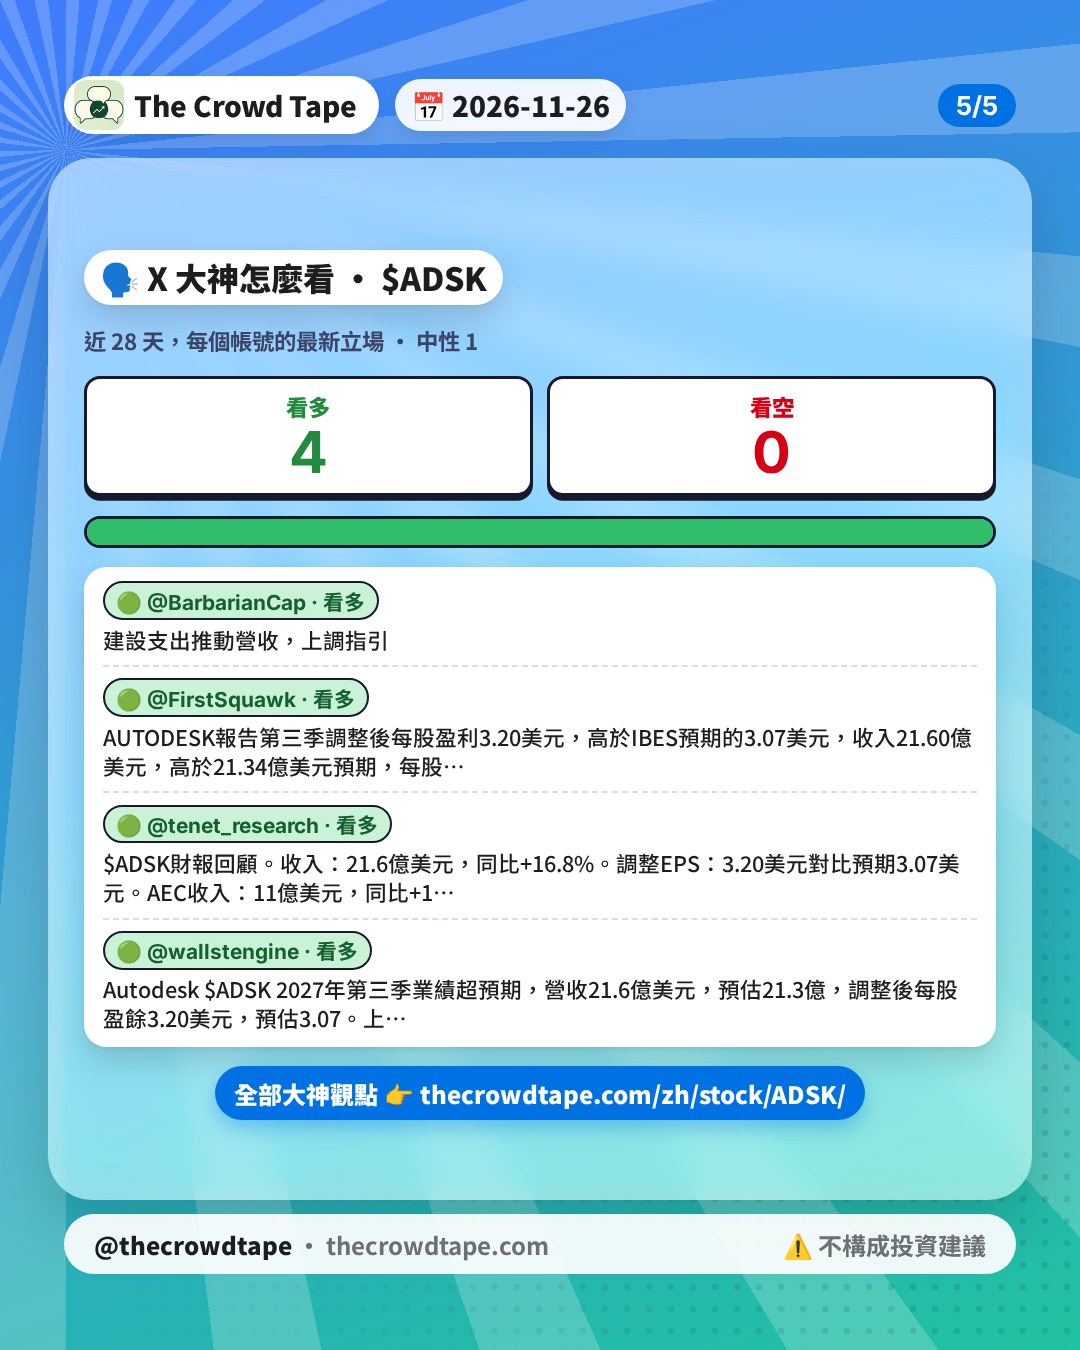 The Crowd Tape
📅 2026-11-26
5/5
🗣️ X 大神怎麼看 · $ADSK
近 28 天，每個帳號的最新立場 · 中性 1
看多
4
看空
0
🟢 @BarbarianCap · 看多
建設支出推動營收，上調指引
🟢 @FirstSquawk · 看多
AUTODESK報告第三季調整後每股盈利3.20美元，高於IBES預期的3.07美元，收入21.60億
美元，高於21.34億美元預期，每股…
🟢 @tenet_research · 看多
$ADSK財報回顧。收入：21.6億美元，同比+16.8%。調整EPS：3.20美元對比預期3.07美
元。AEC收入：11億美元，同比+1…
🟢 @wallstengine · 看多
Autodesk $ADSK 2027年第三季業績超預期，營收21.6億美元，預估21.3億，調整後每股
盈餘3.20美元，預估3.07。上…
全部大神觀點 👉 thecrowdtape.com/zh/stock/ADSK/
@thecrowdtape · thecrowdtape.com
⚠️ 不構成投資建議